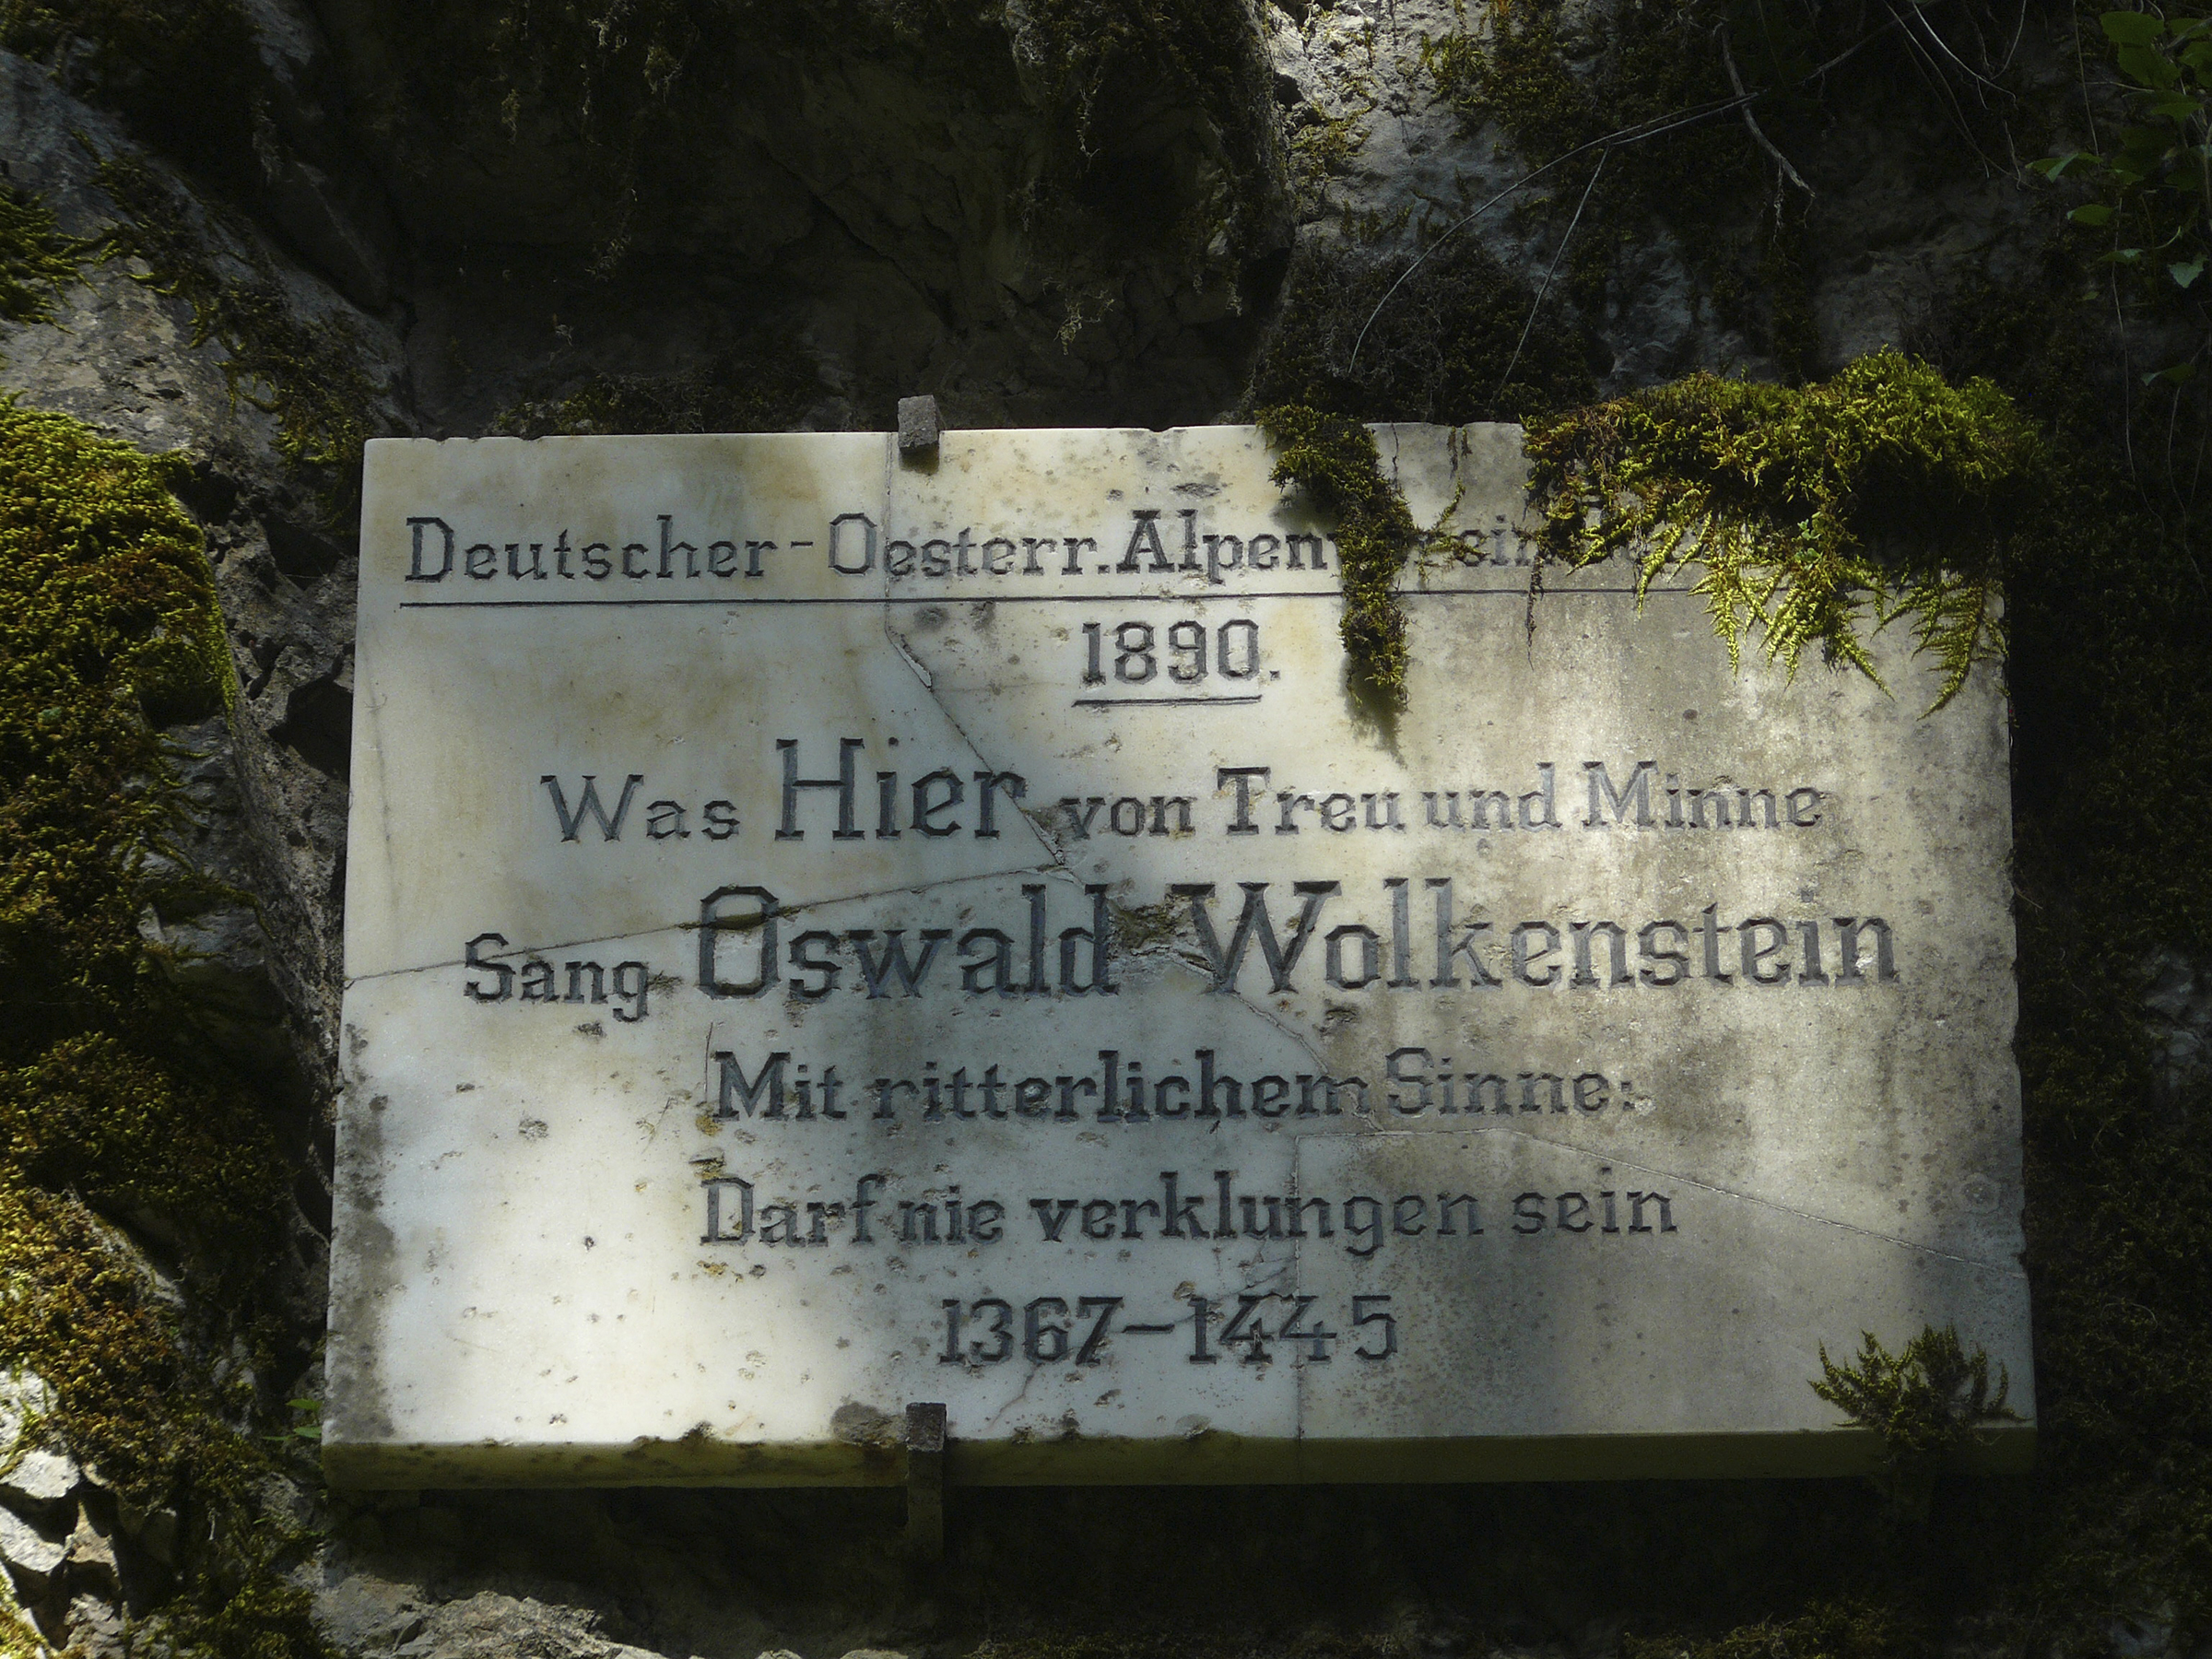 Deutscher-Oesterr. Alpenverein
1890.
Was Hier von Treu und Minne
Sang Oswald Wolkenstein
Mit ritterlichem Sinne:
Darf nie verklungen sein
1367-1445